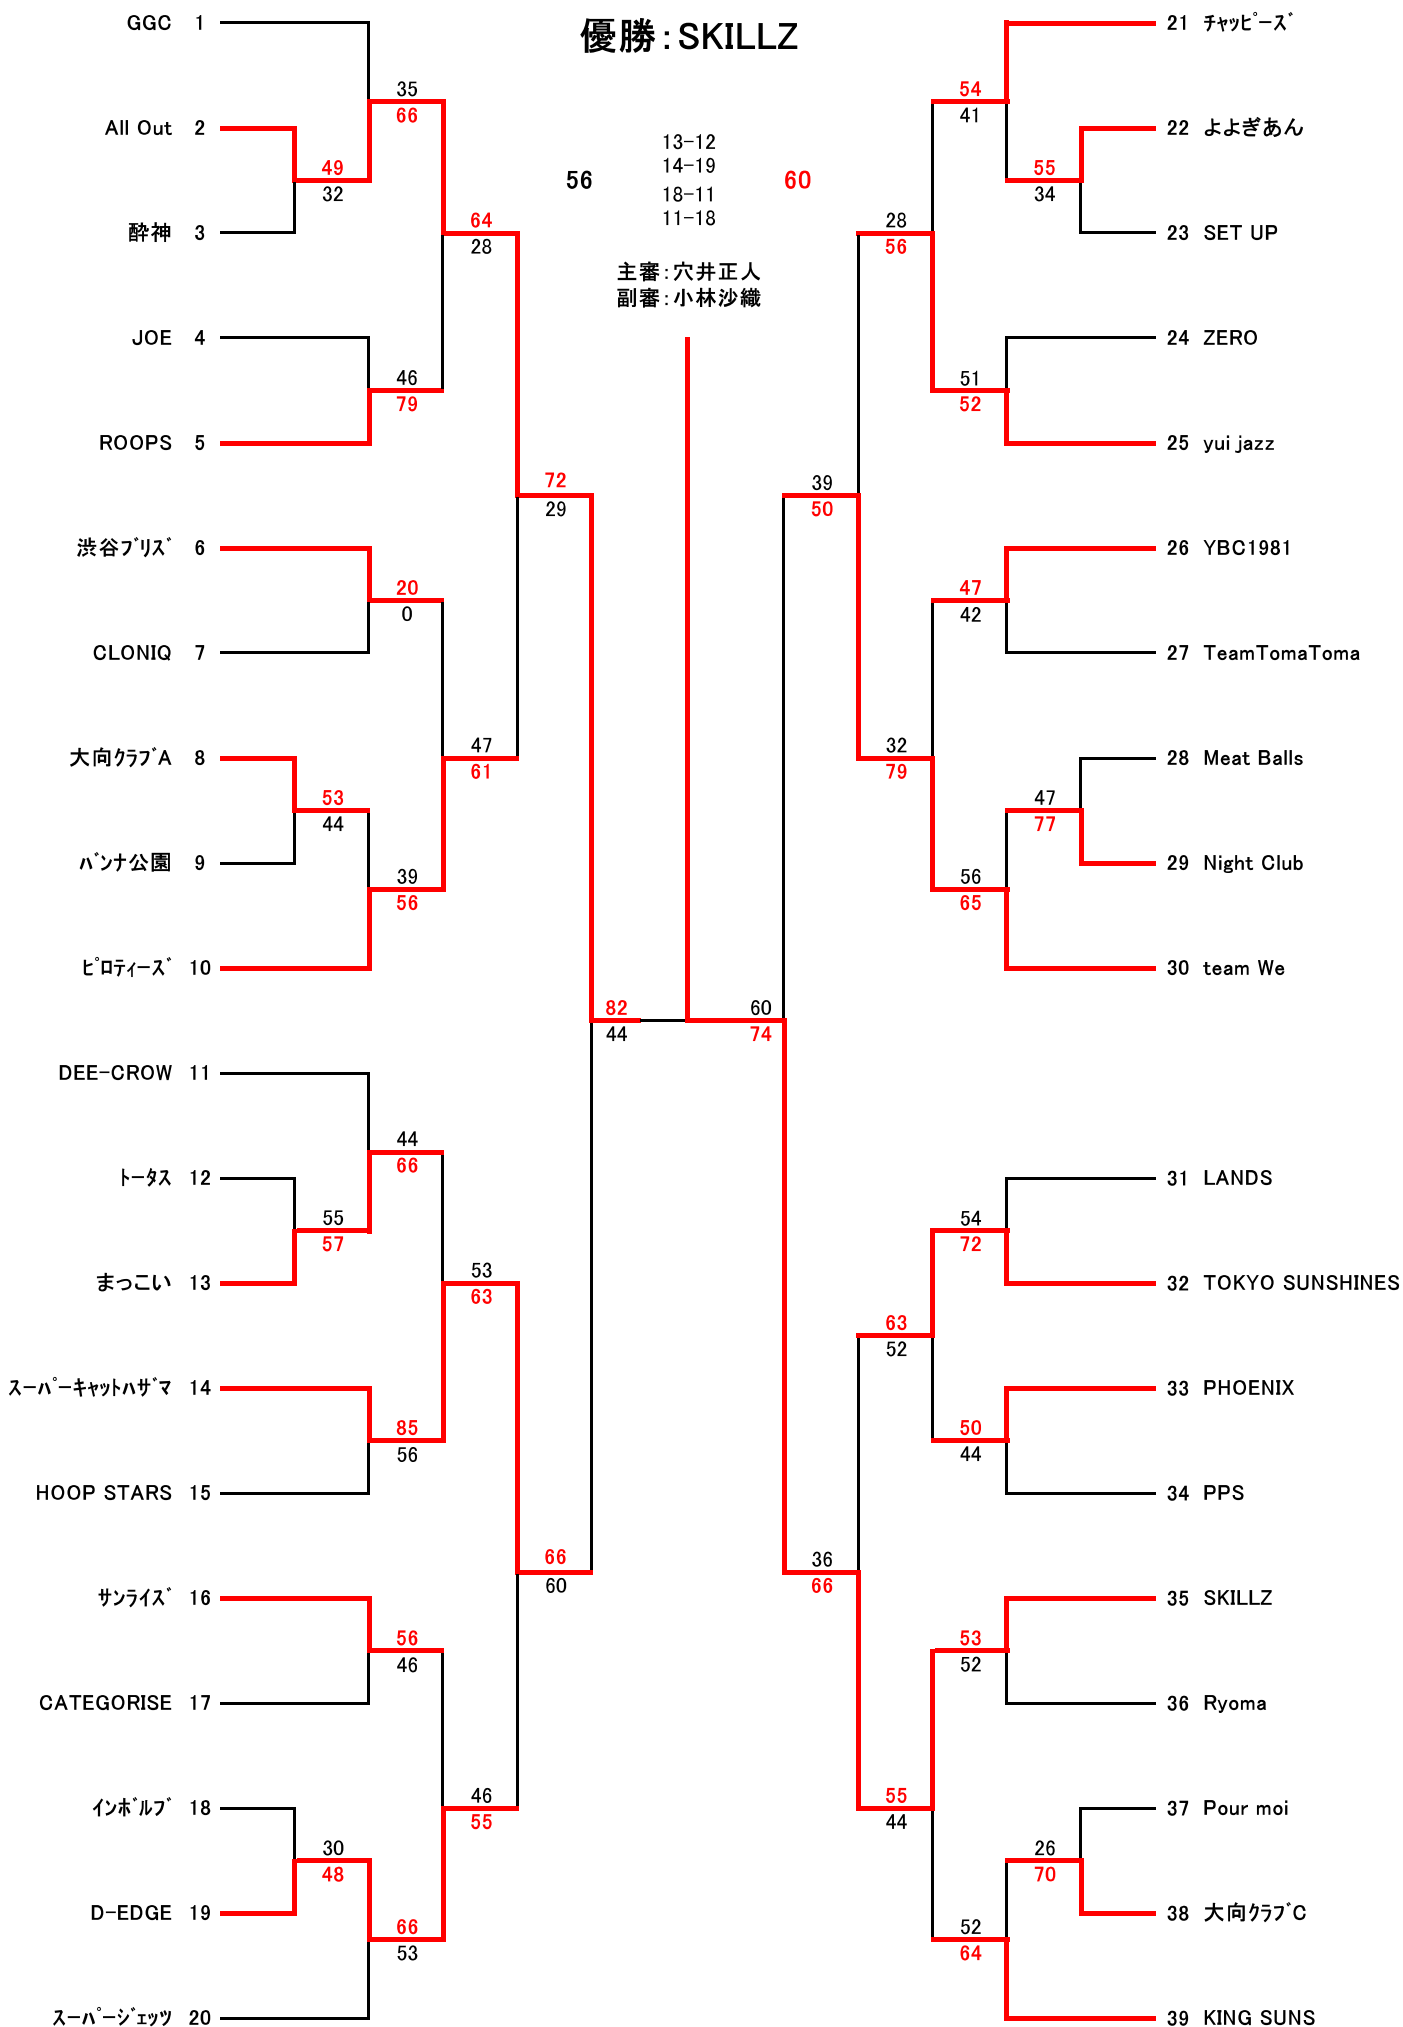 優勝：SKILLZ
56
13-12
14-19
18-11
11-18
60
主審：穴井正人
副審：小林沙織
GGC 1
35
66
All Out 2
49
32
酔神 3
64
28
JOE 4
46
79
ROOPS 5
72
29
渋谷ﾌﾞﾘｽﾞ 6
20
0
CLONIQ 7
47
61
大向ｸﾗﾌﾞA 8
53
44
ﾊﾞﾝﾅ公園 9
39
56
ﾋﾟﾛﾃｨｰｽﾞ 10
82
44
DEE-CROW 11
44
66
ﾄｰﾀｽ 12
55
57
まっこい 13
53
63
ｽｰﾊﾟｰｷｬｯﾄﾊｻﾞﾏ 14
85
56
HOOP STARS 15
66
60
ｻﾝﾗｲｽﾞ 16
56
46
CATEGORISE 17
46
55
ｲﾝﾎﾞﾙﾌﾞ 18
30
48
D-EDGE 19
66
53
ｽｰﾊﾟｰｼﾞｪｯﾂ 20
21 ﾁｬｯﾋﾟｰｽﾞ
54
41
22 よよぎあん
55
34
23 SET UP
28
56
24 ZERO
51
52
25 yui jazz
39
50
26 YBC1981
47
42
27 TeamTomaToma
32
79
28 Meat Balls
47
77
29 Night Club
56
65
30 team We
60
74
31 LANDS
54
72
32 TOKYO SUNSHINES
63
52
33 PHOENIX
50
44
34 PPS
36
66
35 SKILLZ
53
52
36 Ryoma
55
44
37 Pour moi
26
70
38 大向ｸﾗﾌﾞC
52
64
39 KING SUNS